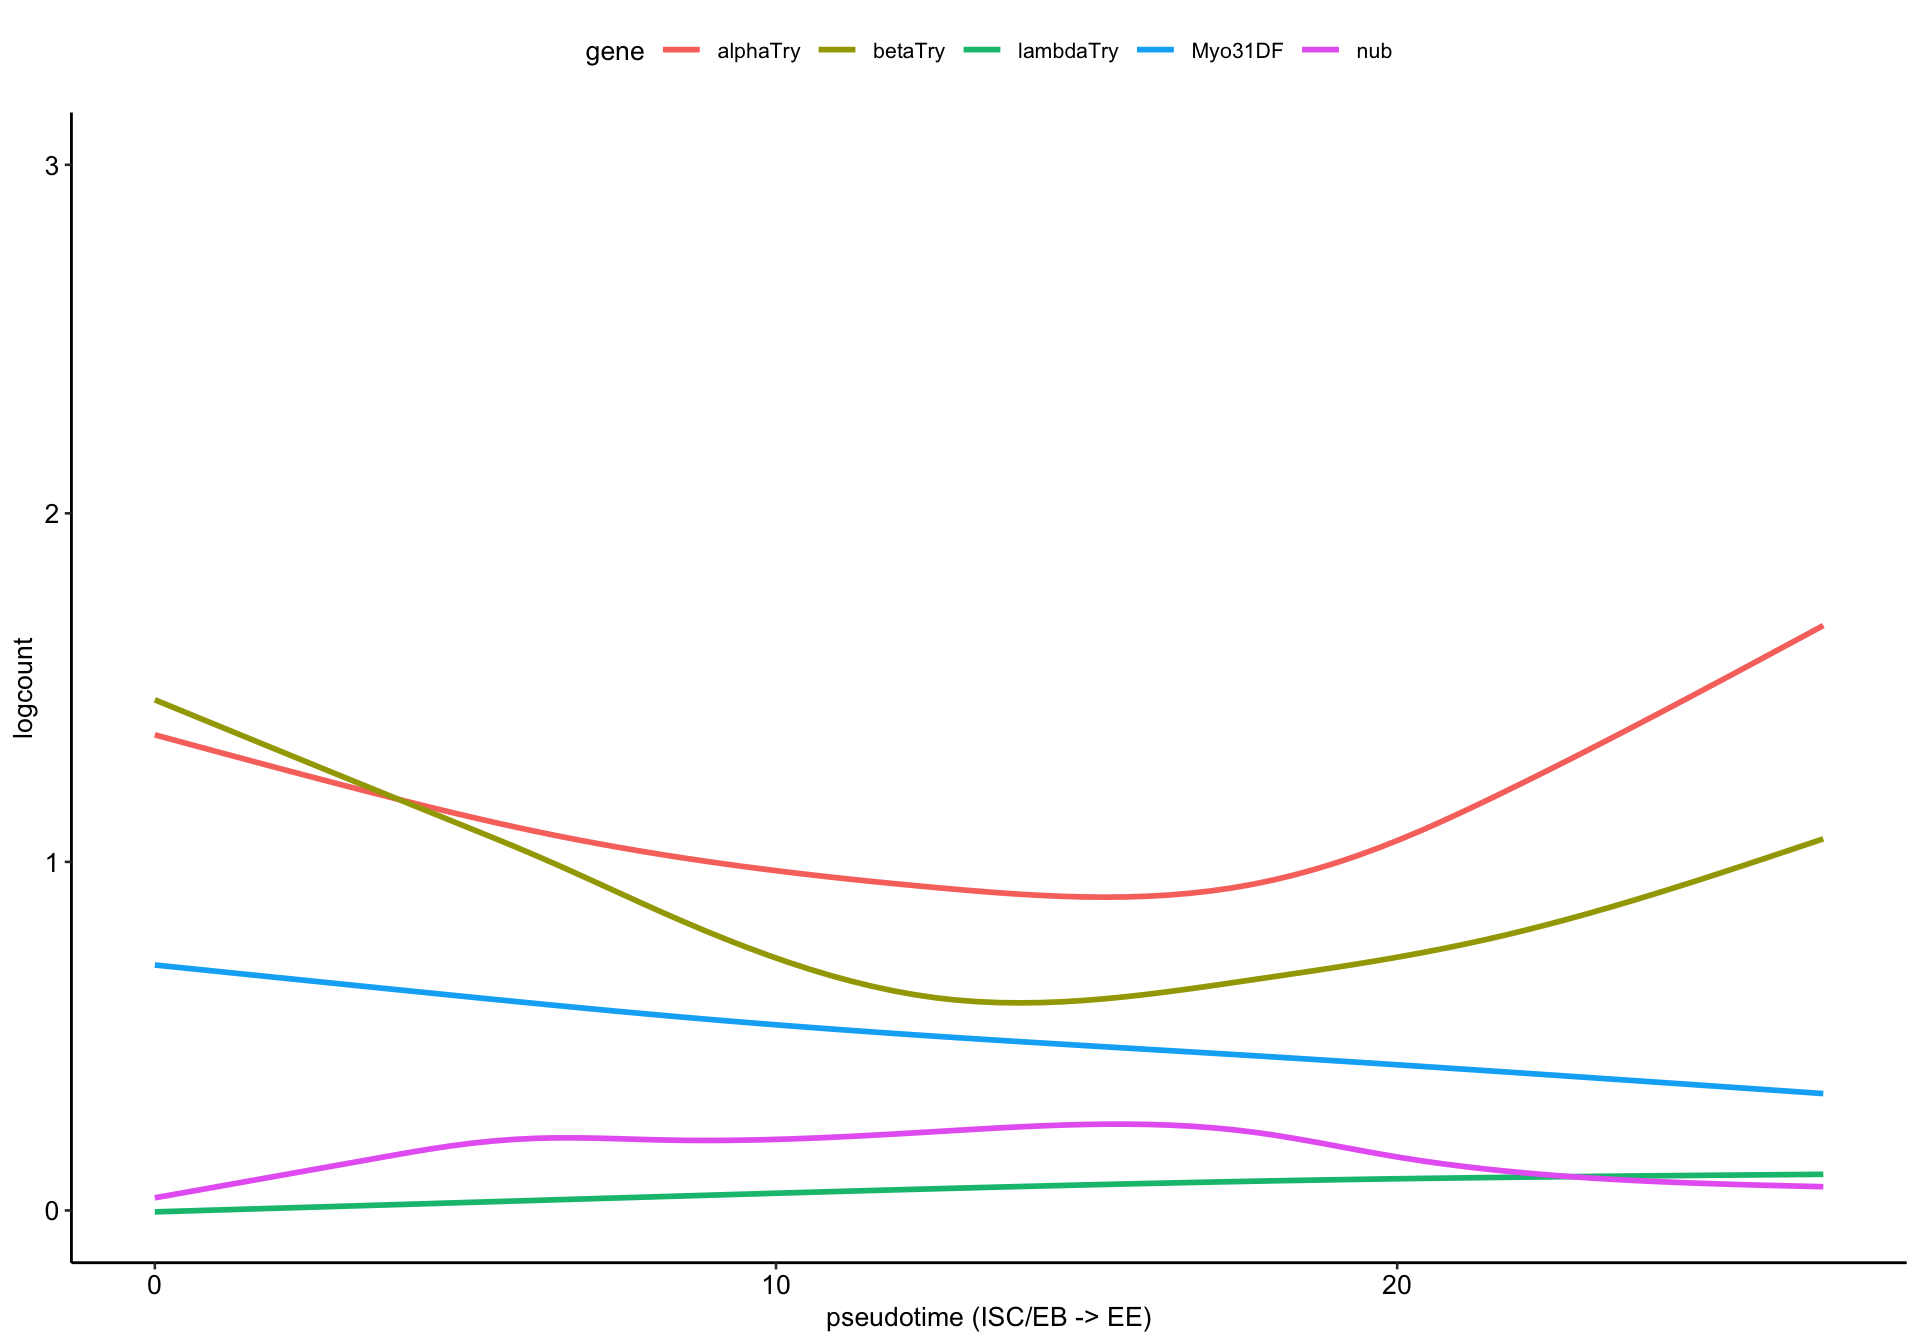 gene alphaTry betaTry lambdaTry Myo31DF nub
3
2
1
0
logcount
0 10 20
pseudotime (ISC/EB -> EE)